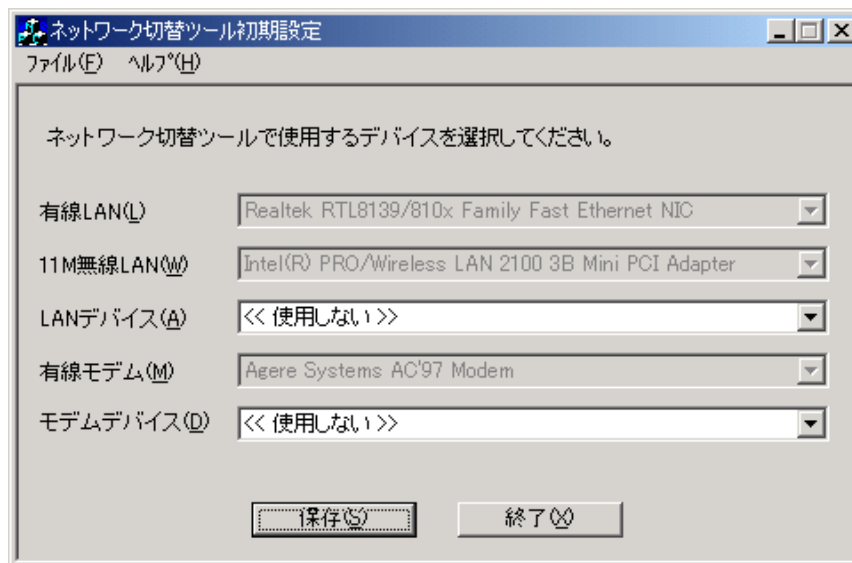 ネットワーク切替ツール初期設定
ファイル(F) ヘルプ(H)
ネットワーク切替ツールで使用するデバイスを選択してください。
有線LAN(L) Realtek RTL8139/810x Family Fast Ethernet NIC
11M無線LAN(W) Intel(R) PRO/Wireless LAN 2100 3B Mini PCI Adapter
LANデバイス(A) << 使用しない >>
有線モデム(M) Agere Systems AC'97 Modem
モデムデバイス(D) << 使用しない >>
保存(S) 終了(X)